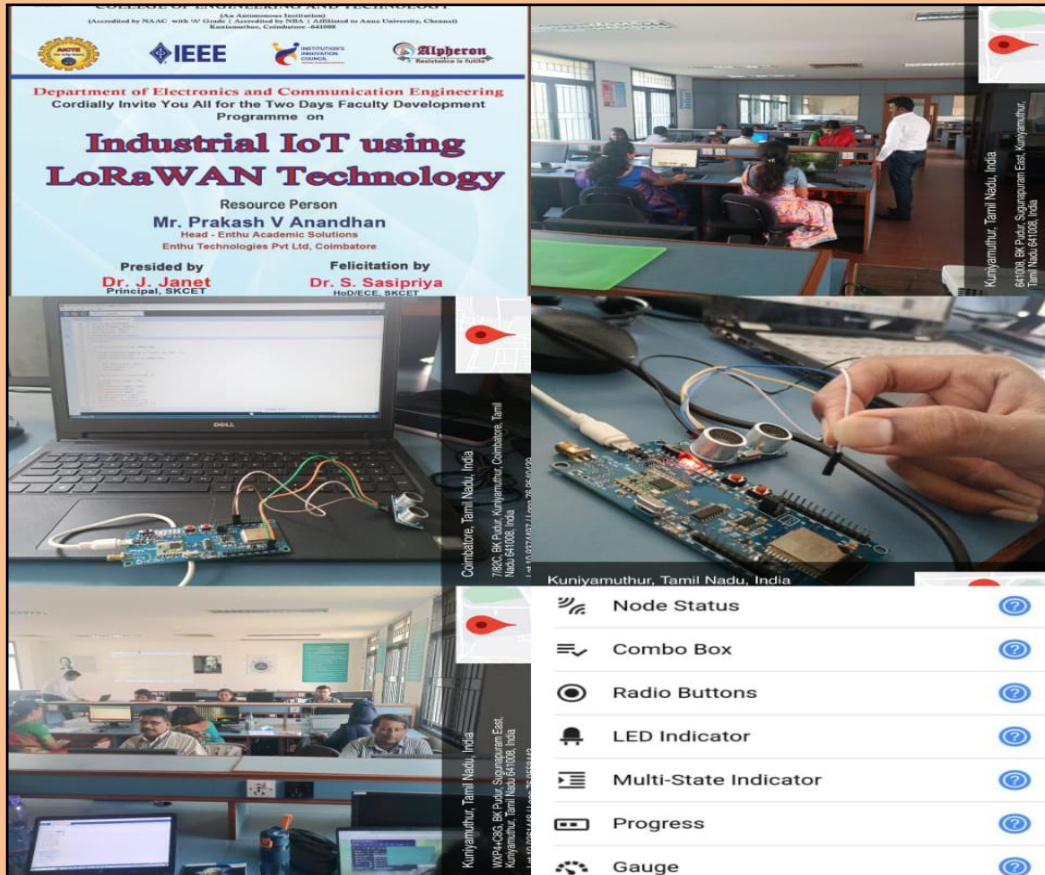 COLLEGE OF ENGINEERING AND TECHNOLOGY
(An Autonomous Institution)
(Accredited by NAAC with 'A' Grade | Accredited by NBA | Affiliated to Anna University, Chennai)
Kuniamuthur, Coimbatore -641008
AICTE
IEEE
INSTITUTION'S
INNOVATION
COUNCIL
Alpheron
Resistance is futile
Department of Electronics and Communication Engineering
Cordially Invite You All for the Two Days Faculty Development
Programme on
Industrial IoT using
LoRaWAN Technology
Resource Person
Mr. Prakash V Anandhan
Head - Enthu Academic Solutions
Enthu Technologies Pvt Ltd, Coimbatore
Presided by
Dr. J. Janet
Principal, SKCET
Felicitation by
Dr. S. Sasipriya
HoD/ECE, SKCET
Kuniyamuthur, Tamil Nadu, India
641008, BK Pudur, Sugunapuram East, Kuniyamuthur,
Tamil Nadu 641008, India
DELL
Coimbatore, Tamil Nadu, India
7/82C, BK Pudur, Kuniyamuthur, Coimbatore, Tamil
Nadu 641008, India
Kuniyamuthur, Tamil Nadu, India
Kuniyamuthur, Tamil Nadu, India
WXP4+C8G, BK Pudur, Sugunapuram East,
Kuniyamuthur, Tamil Nadu 641008, India
Node Status
Combo Box
Radio Buttons
LED Indicator
Multi-State Indicator
Progress
Gauge